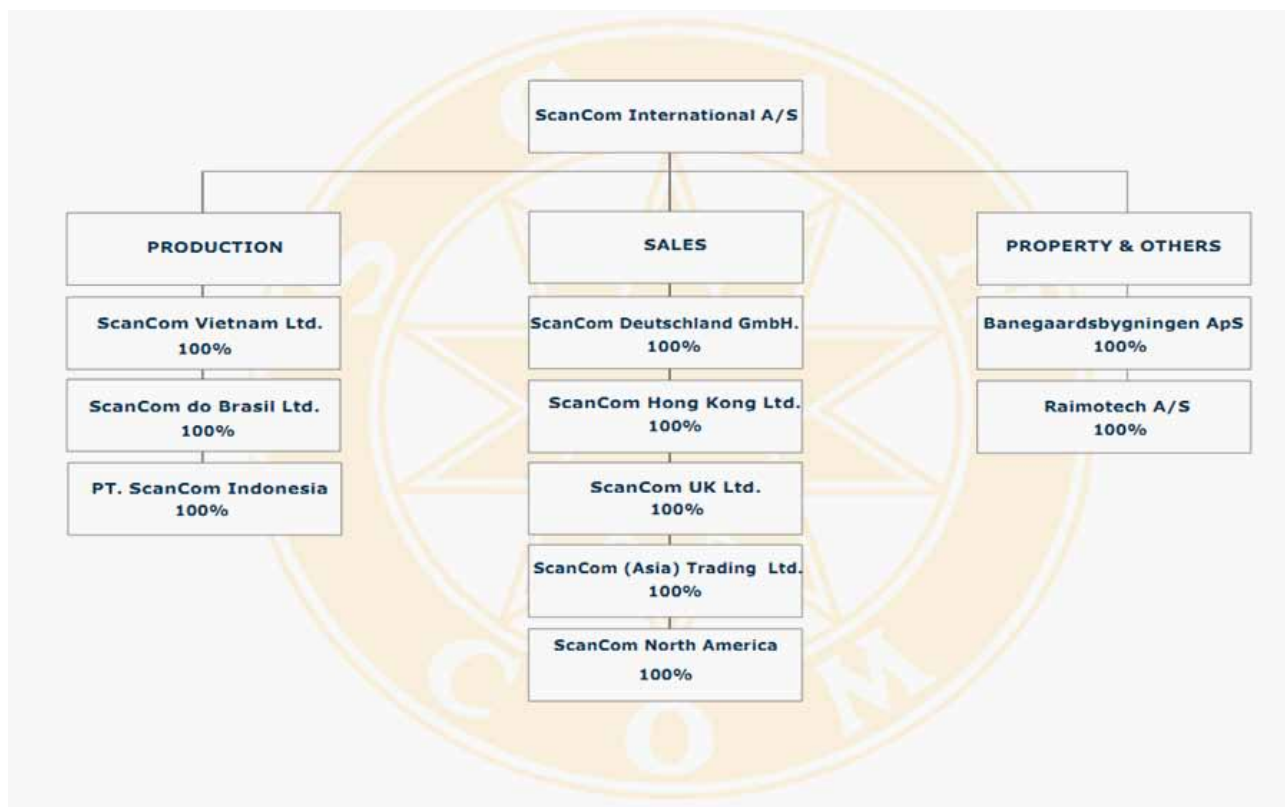 ScanCom International A/S
PRODUCTION
ScanCom Vietnam Ltd.
100%
ScanCom do Brasil Ltd.
100%
PT. ScanCom Indonesia
100%
SALES
ScanCom Deutschland GmbH.
100%
ScanCom Hong Kong Ltd.
100%
ScanCom UK Ltd.
100%
ScanCom (Asia) Trading Ltd.
100%
ScanCom North America
100%
PROPERTY & OTHERS
Banegaardsbygningen ApS
100%
Raimotech A/S
100%